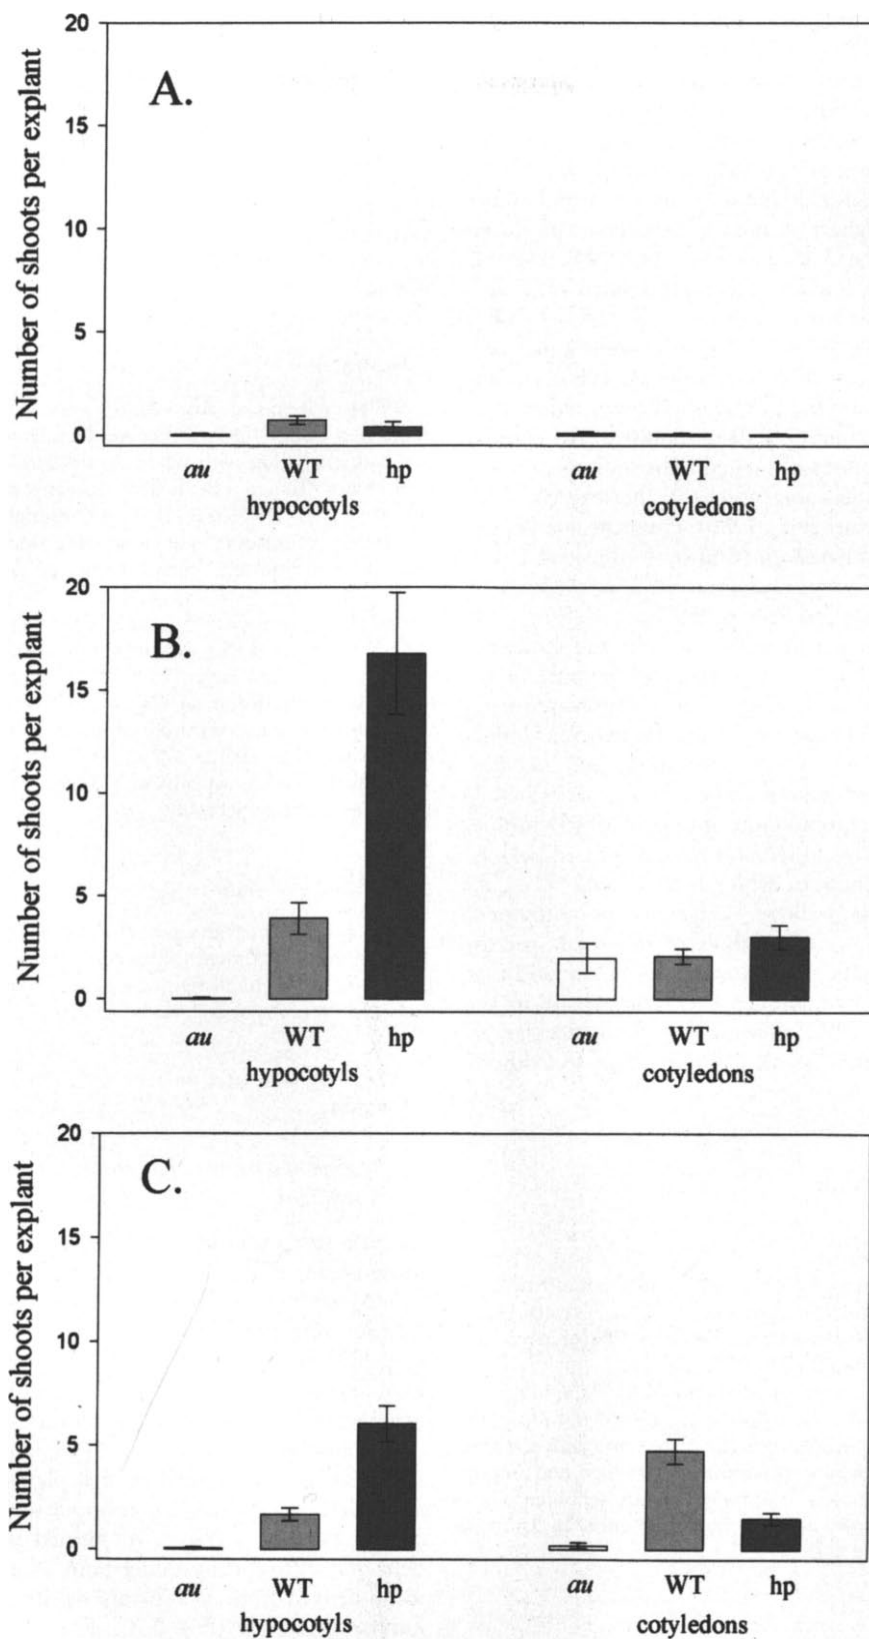 A.
Number of shoots per explant
20
15
10
5
0
au WT hp au WT hp
hypocotyls cotyledons
B.
Number of shoots per explant
20
15
10
5
0
au WT hp au WT hp
hypocotyls cotyledons
C.
Number of shoots per explant
20
15
10
5
0
au WT hp au WT hp
hypocotyls cotyledons